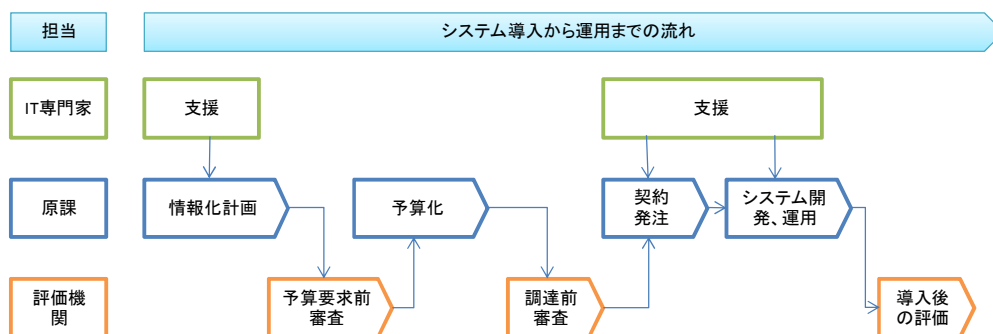 担当
システム導入から運用までの流れ
IT専門家
支援
支援
原課
情報化計画
予算化
契約
発注
システム開
発、運用
評価機
関
予算要求前
審査
調達前
審査
導入後
の評価